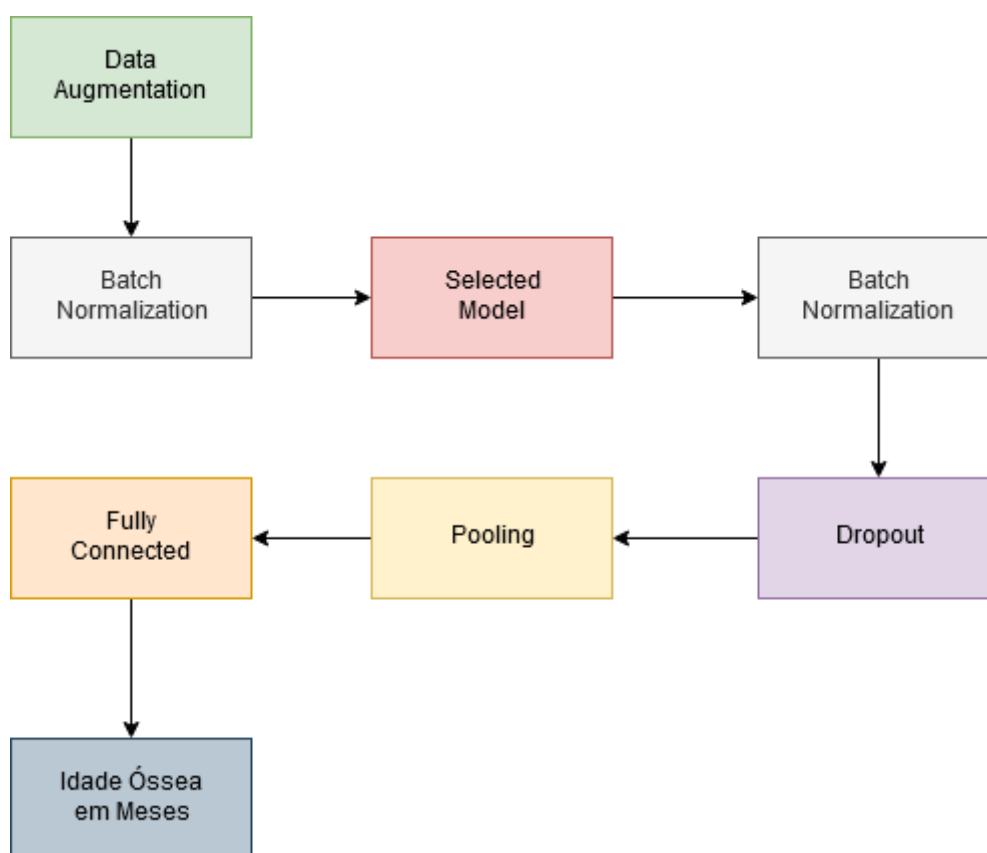 Data
Augmentation
Batch
Normalization
Selected
Model
Batch
Normalization
Fully
Connected
Pooling
Dropout
Idade Óssea
em Meses